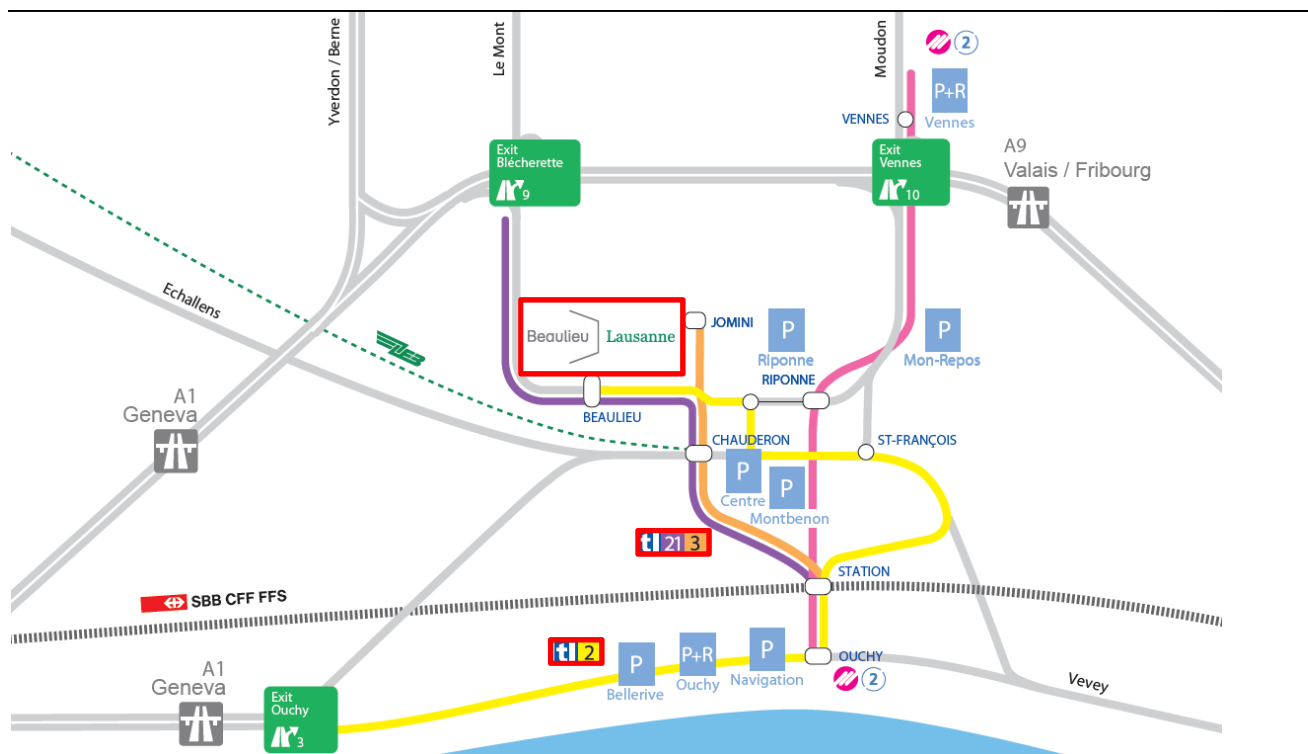 Yverdon / Berne
Le Mont
Moudon
2
P+R
Vennes
VENNES
Exit
Blécherette
9
Exit
Vennes
10
A9
Valais / Fribourg
Echallens
LEB
Beaulieu
Lausanne
JOMINI
P
Riponne
P
Mon-Repos
RIPONNE
BEAULIEU
A1
Geneva
CHAUDERON
ST-FRANÇOIS
P
Centre
P
Montbenon
tl 21 3
STATION
SBB CFF FFS
tl 2
P
Bellerive
P+R
Ouchy
P
Navigation
OUCHY
2
A1
Geneva
Exit
Ouchy
3
Vevey